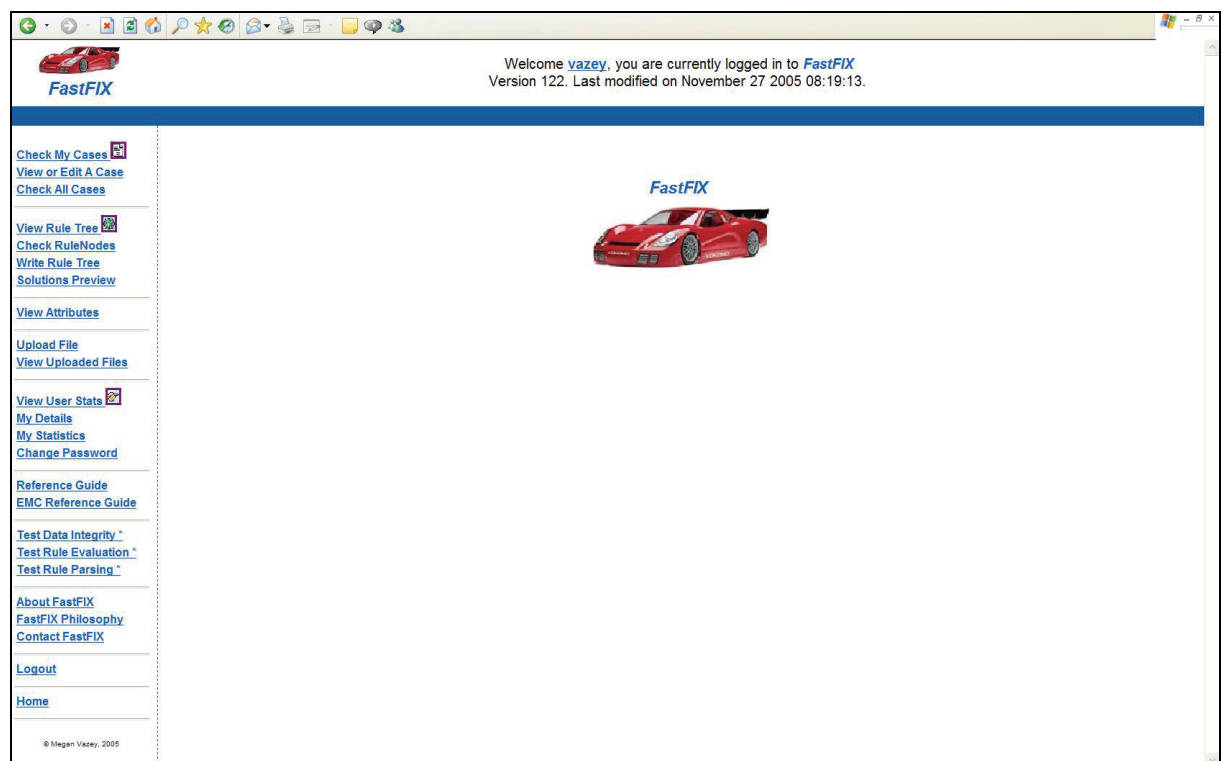 FastFIX
Welcome vazey, you are currently logged in to FastFIX
Version 122. Last modified on November 27 2005 08:19:13.
Check My Cases
View or Edit A Case
Check All Cases
View Rule Tree
Check RuleNodes
Write Rule Tree
Solutions Preview
View Attributes
Upload File
View Uploaded Files
View User Stats
My Details
My Statistics
Change Password
Reference Guide
EMC Reference Guide
Test Data Integrity *
Test Rule Evaluation *
Test Rule Parsing *
About FastFIX
FastFIX Philosophy
Contact FastFIX
Logout
Home
© Megan Vazey, 2005
FastFIX